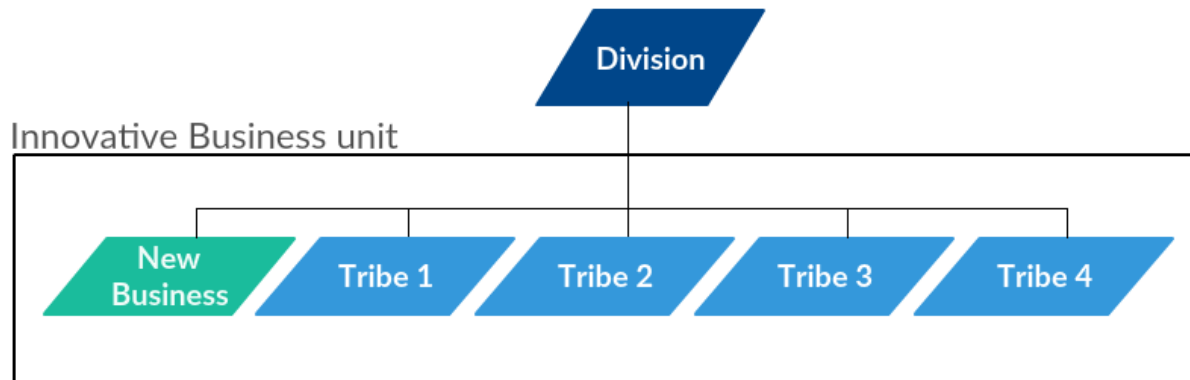 Division
Innovative Business unit
New
Business
Tribe 1
Tribe 2
Tribe 3
Tribe 4